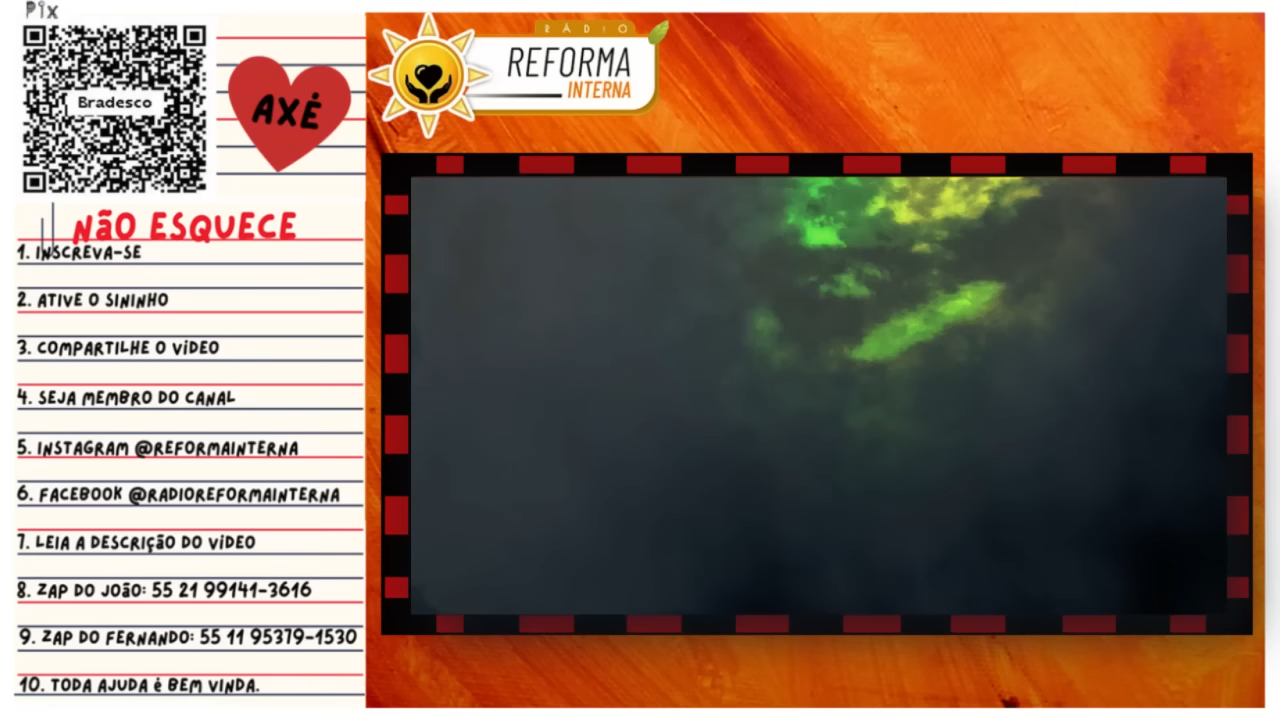 Pix
Bradesco
AXÉ
NãO ESQUECE
1. INSCREVA-SE
2. ATIVE O SININHO
3. COMPARTILHE O VíDEO
4. SEJA MEMBRO DO CANAL
5. INSTAGRAM @REFORMAINTERNA
6. FACEBOOK @RADIOREFORMAINTERNA
7. LEIA A DESCRIÇãO DO VíDEO
8. ZAP DO JOãO: 55 21 99141-3616
9. ZAP DO FERNANDO: 55 11 95379-1530
10. TODA AJUDA é BEM VINDA.
RÁDIO
REFORMA
INTERNA